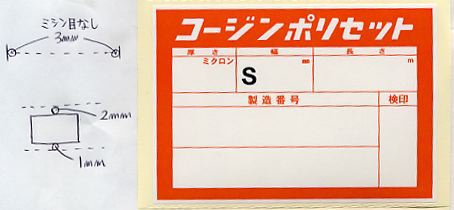 ミシン目なし
3mm
2mm
1mm
コージンポリセット
厚さ 幅 長さ
ミクロン mm m
S
製造番号 検印